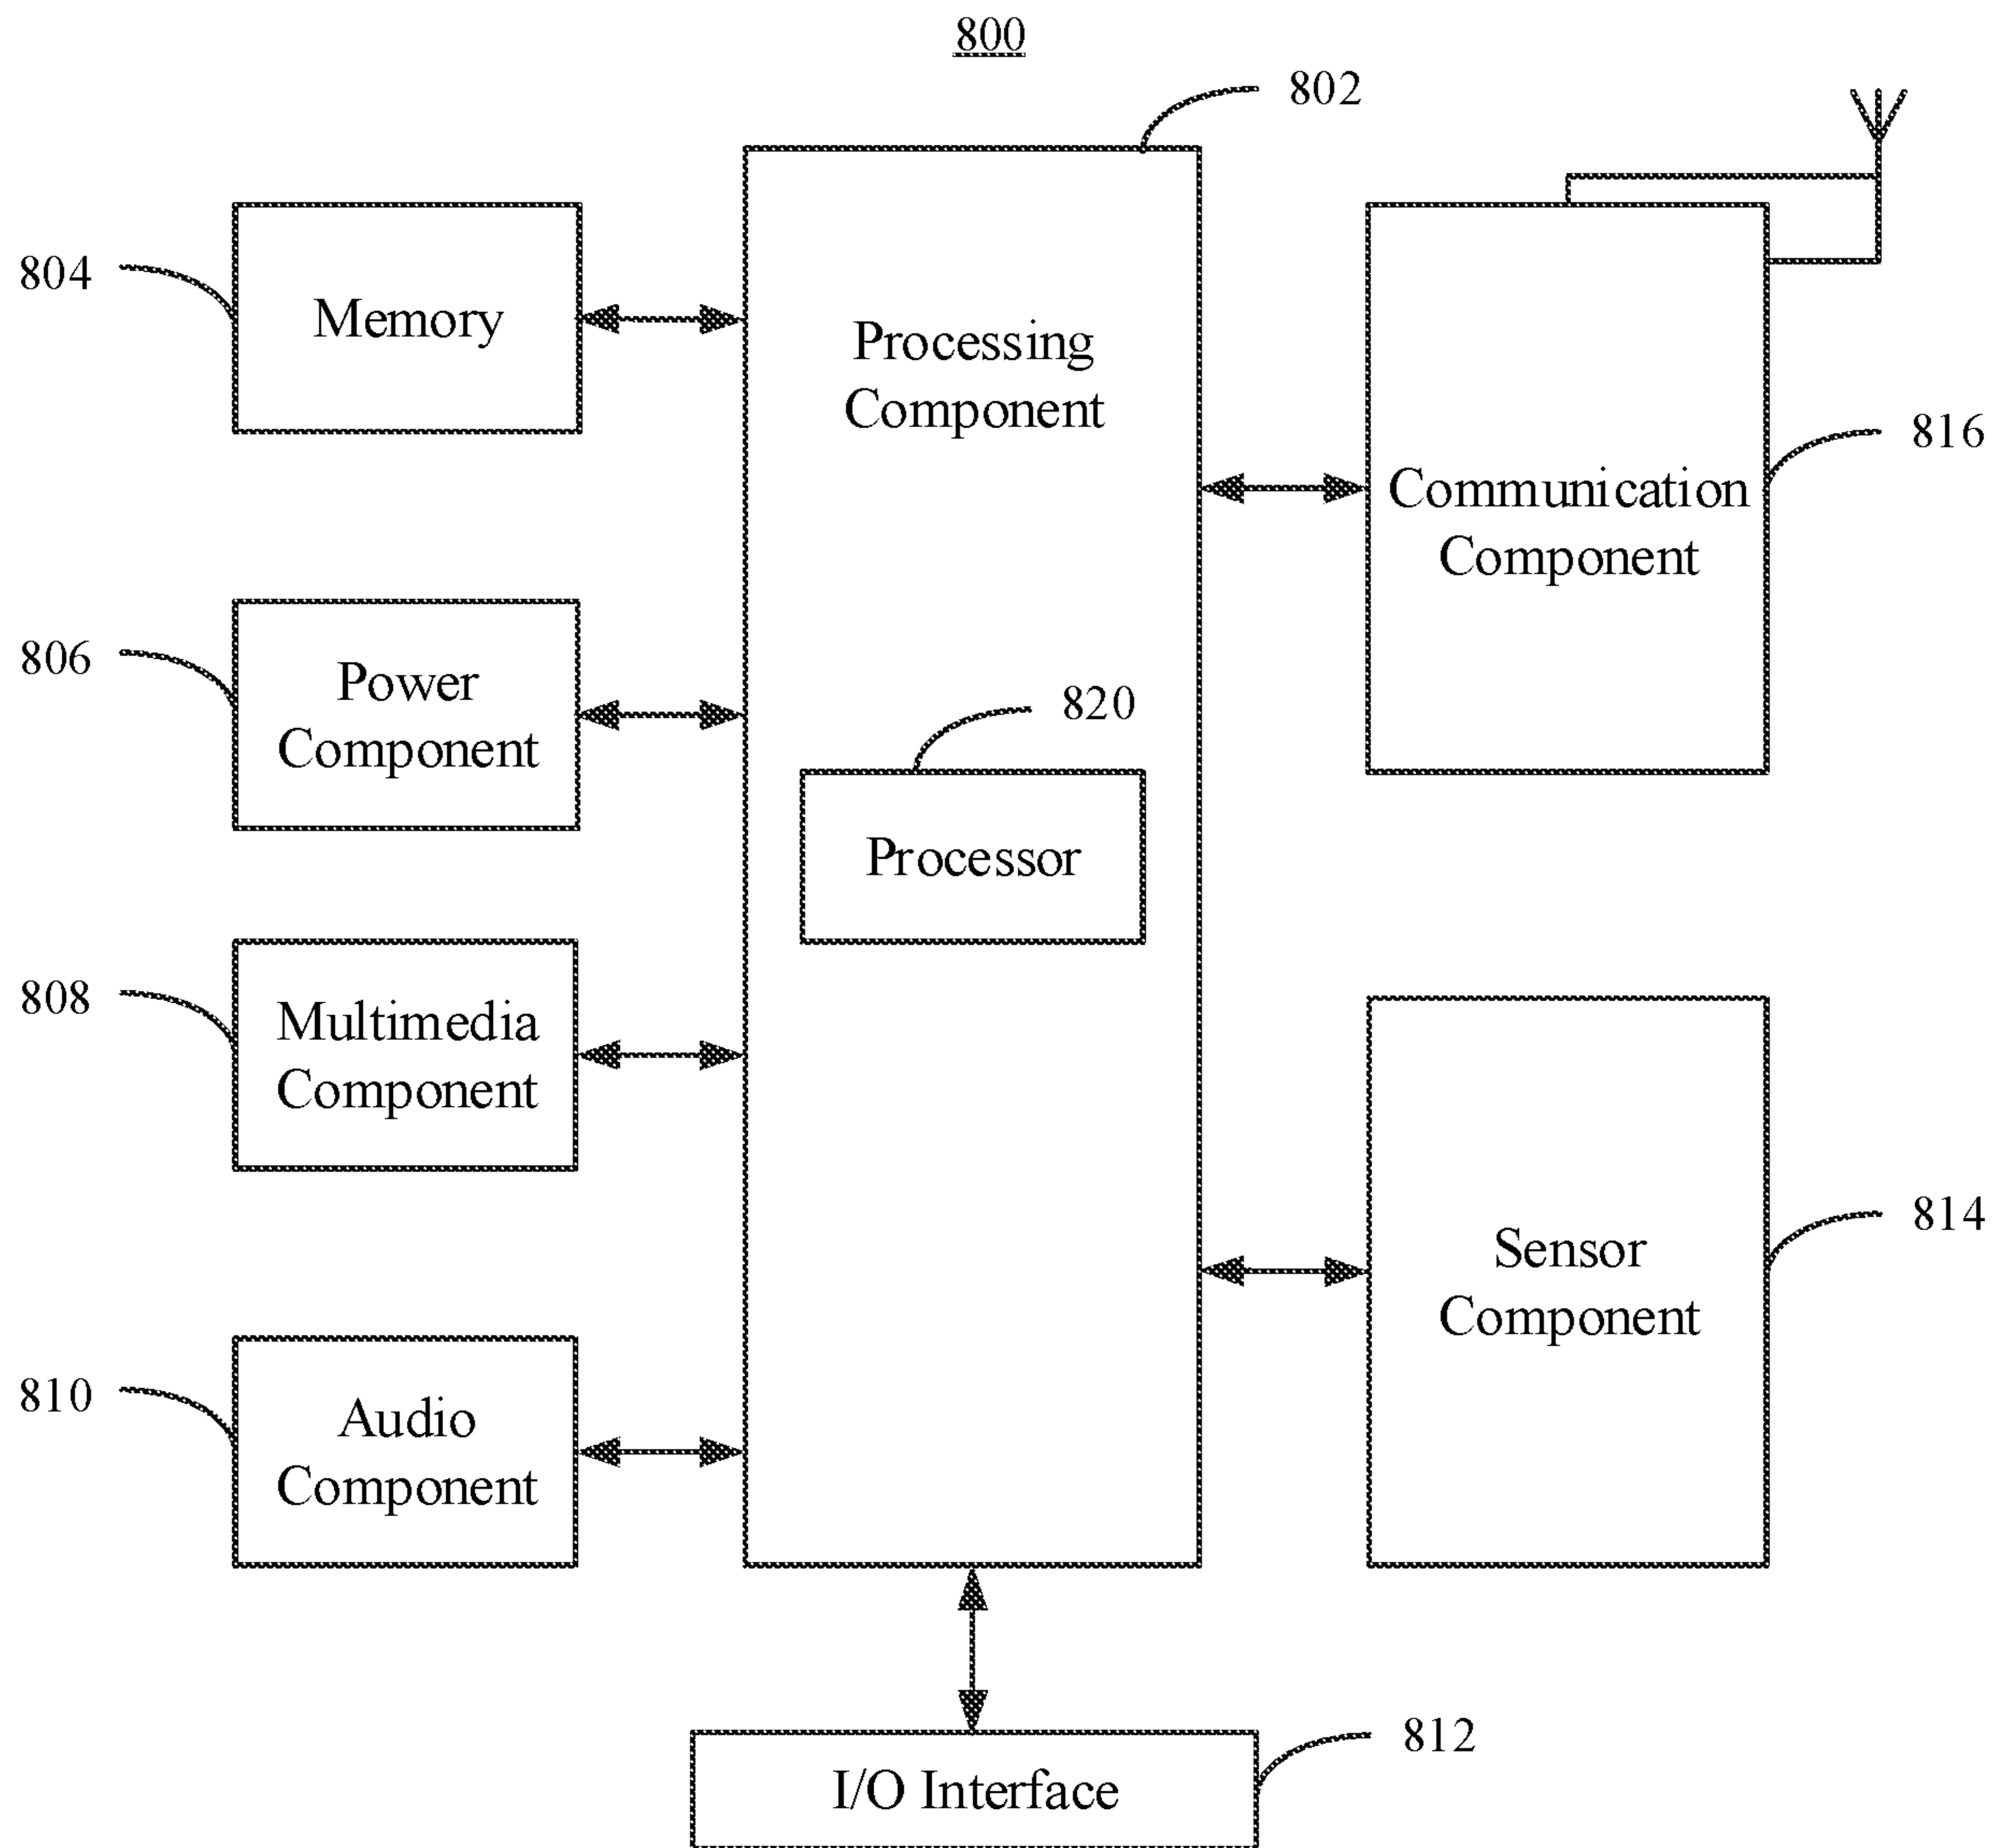 800
802
804
Memory
Processing
Component
816
Communication
Component
806
Power
Component
820
Processor
808
Multimedia
Component
814
Sensor
Component
810
Audio
Component
812
I/O Interface